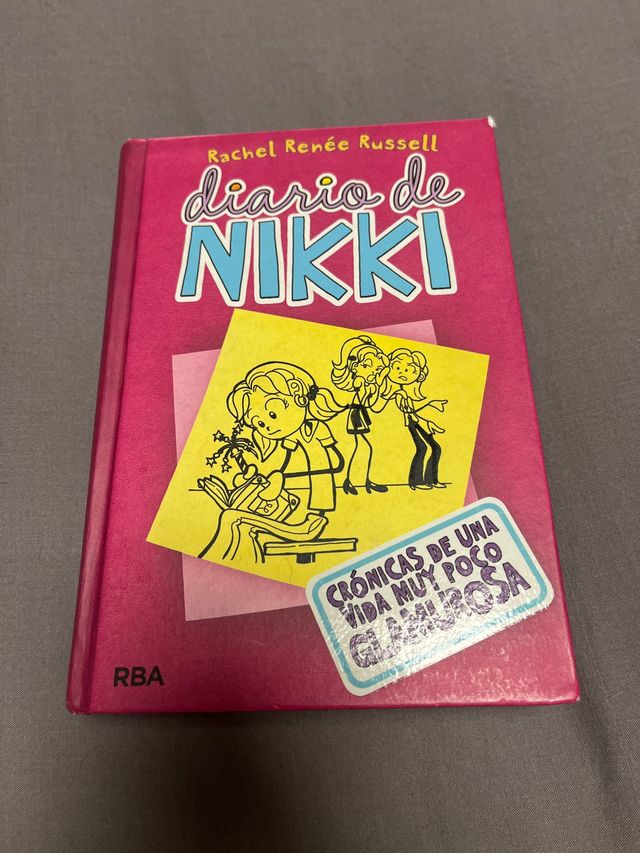 Rachel Renée Russell
diario de
NIKKI
CRÓNICAS DE UNA
VIDA MUY POCO
GLAMUROSA
RBA